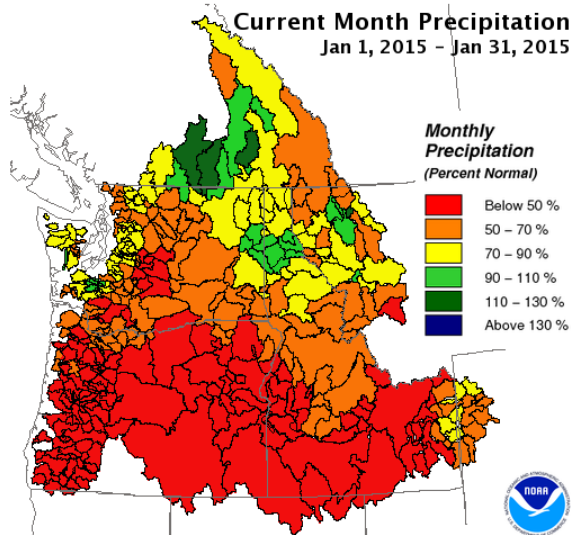 Current Month Precipitation
Jan 1, 2015 – Jan 31, 2015
Monthly
Precipitation
(Percent Normal)
Below 50 %
50 – 70 %
70 – 90 %
90 – 110 %
110 – 130 %
Above 130 %
NOAA